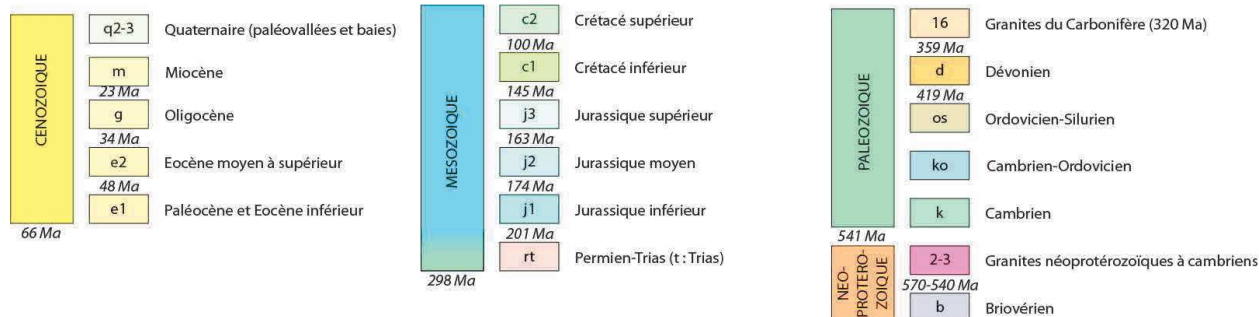 CENOZOIQUE
q2-3 Quaternaire (paléovallées et baies)
m Miocène
23 Ma
g Oligocène
34 Ma
e2 Eocène moyen à supérieur
48 Ma
e1 Paléocène et Eocène inférieur
66 Ma
MESOZOIQUE
c2 Crétacé supérieur
100 Ma
c1 Crétacé inférieur
145 Ma
j3 Jurassique supérieur
163 Ma
j2 Jurassique moyen
174 Ma
j1 Jurassique inférieur
201 Ma
rt Permien-Trias (t : Trias)
298 Ma
PALEOZOIQUE
16 Granites du Carbonifère (320 Ma)
359 Ma
d Dévonien
419 Ma
os Ordovicien-Silurien
ko Cambrien-Ordovicien
k Cambrien
541 Ma
NEO-
PROTERO-
ZOIQUE
2-3 Granites néoprotérozoïques à cambriens
570-540 Ma
b Briovérien